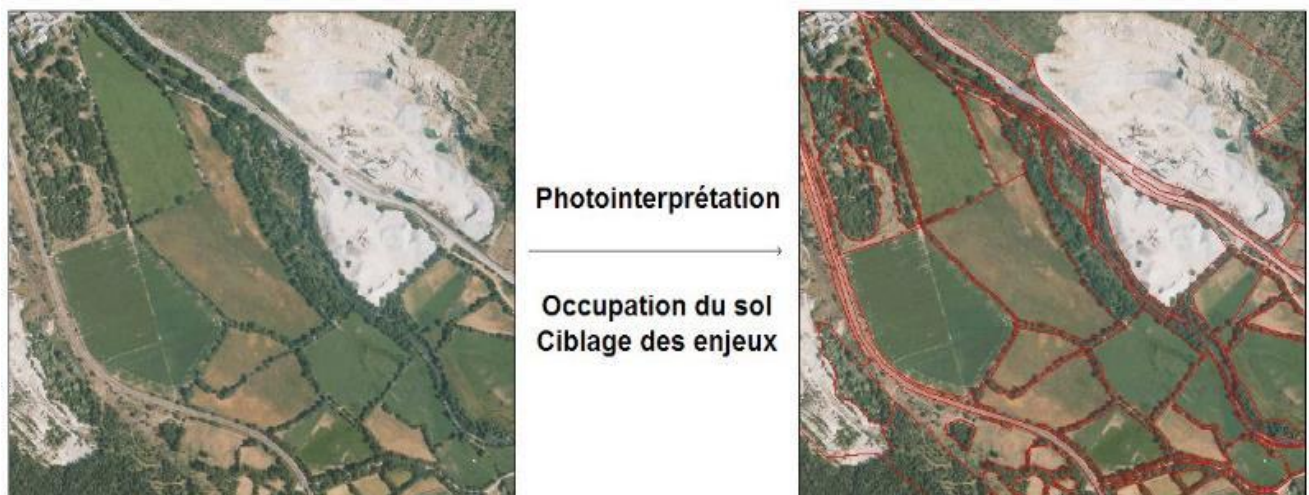 Photointerprétation
Occupation du sol
Ciblage des enjeux